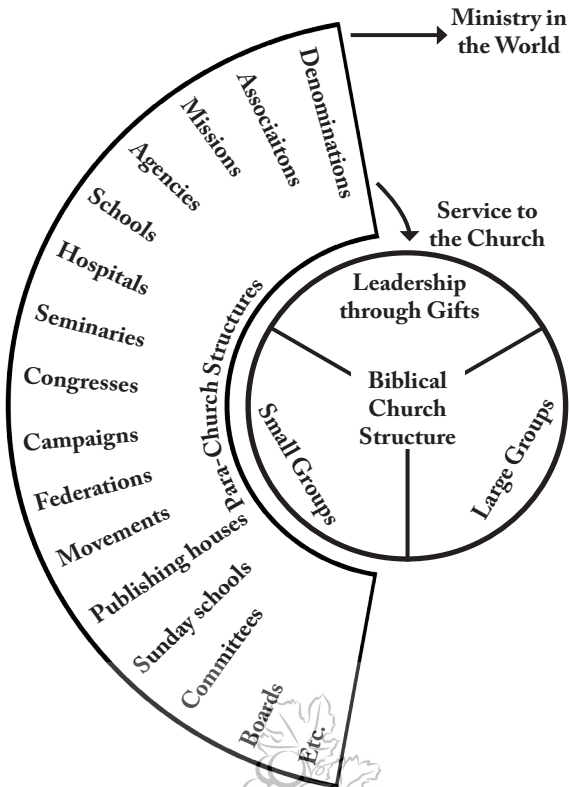 Ministry in
the World
Denominations
Associaitons
Missions
Agencies
Schools
Hospitals
Seminaries
Congresses
Campaigns
Federations
Movements
Publishing houses
Sunday schools
Committees
Boards
Etc.
Para-Church Structures
Service to
the Church
Leadership
through Gifts
Biblical
Church
Structure
Small Groups
Large Groups